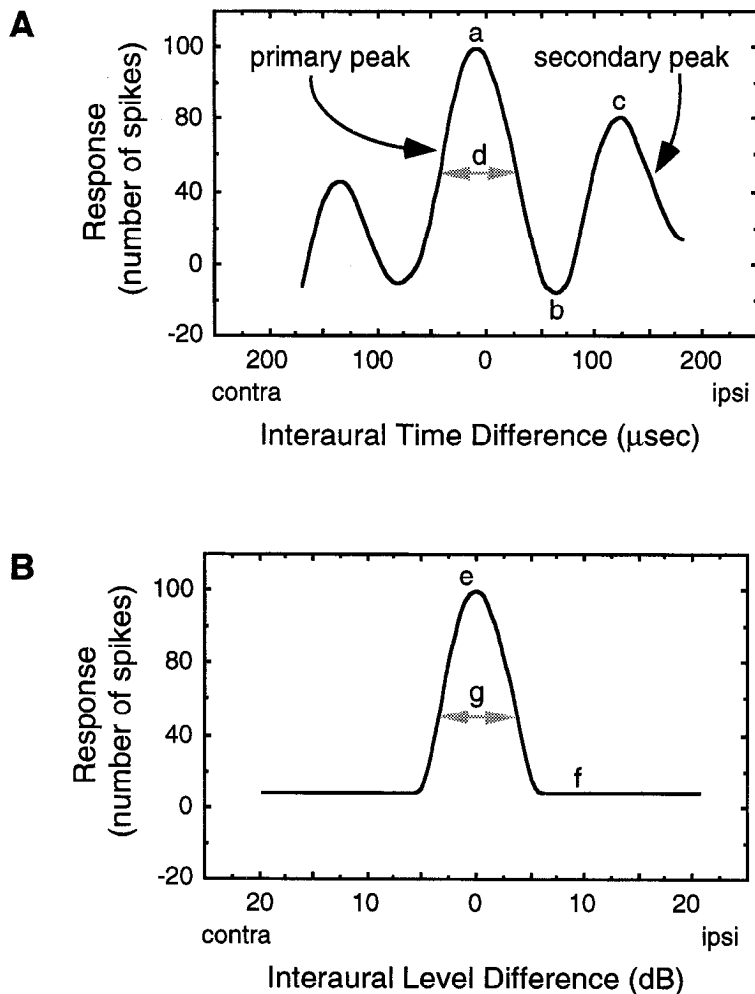 A
Response
(number of spikes)
100
80
40
0
-20
primary peak
secondary peak
a
c
d
b
200
100
0
100
200
contra
ipsi
Interaural Time Difference (μsec)
B
Response
(number of spikes)
100
80
40
0
-20
e
g
f
20
10
0
10
20
contra
ipsi
Interaural Level Difference (dB)